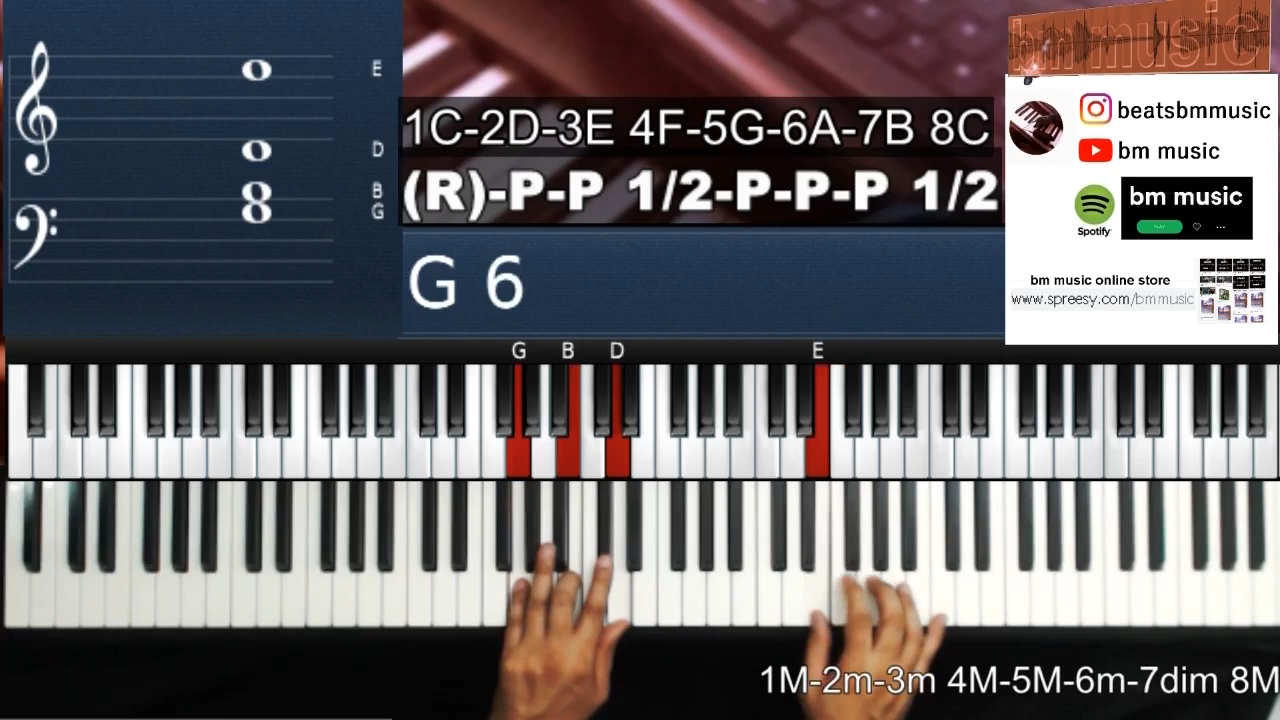 E
D
B
G
1C-2D-3E 4F-5G-6A-7B 8C
(R)-P-P 1/2-P-P-P 1/2
G 6
bm music
beatsbmmusic
bm music
Spotify
bm music
PLAY
bm music online store
www.spreesy.com/bmmusic
G B D E
1M-2m-3m 4M-5M-6m-7dim 8M